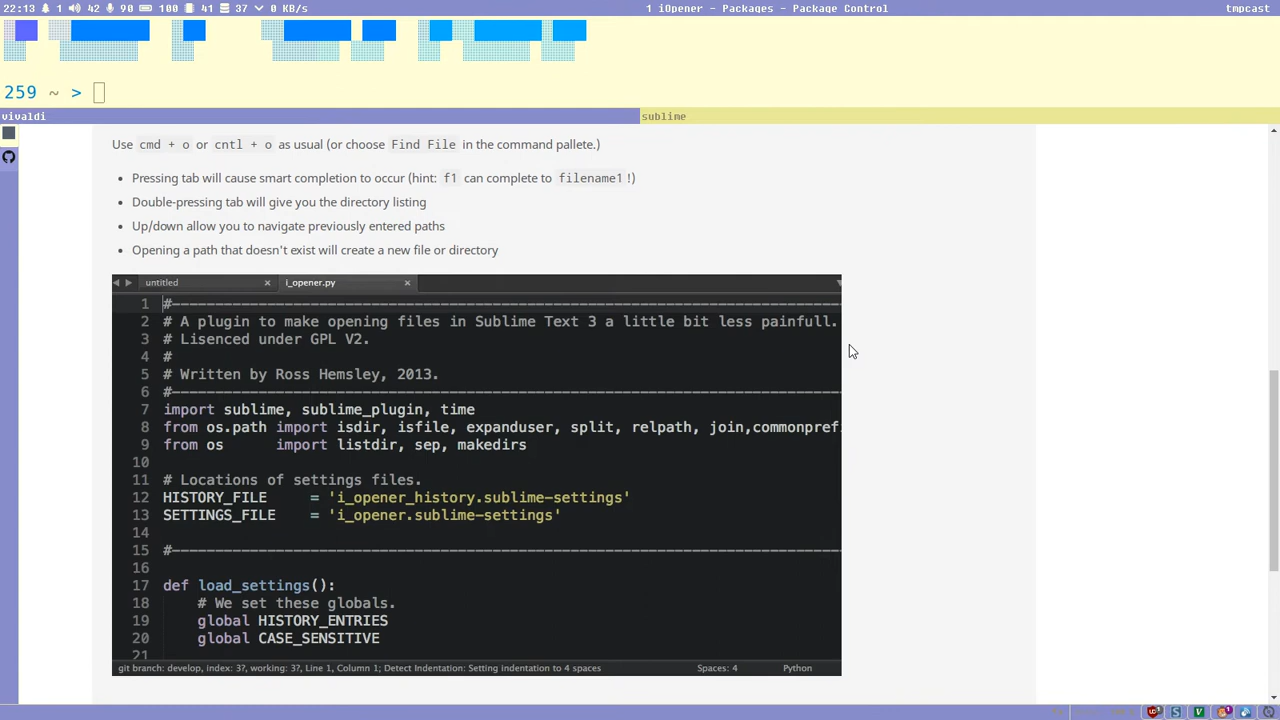 22:13 1 42 90 100 41 37 0 KB/s 1 iOpener - Packages - Package Control tmpcast
259 ~ >
vivaldi sublime
Use cmd + o or cntl + o as usual (or choose Find File in the command pallete.)
• Pressing tab will cause smart completion to occur (hint: f1 can complete to filename1 !)
• Double-pressing tab will give you the directory listing
• Up/down allow you to navigate previously entered paths
• Opening a path that doesn't exist will create a new file or directory
untitled × i_opener.py ×
1 #--------------------------------------------------------------------------------
2 # A plugin to make opening files in Sublime Text 3 a little bit less painfull.
3 # Lisenced under GPL V2.
4 #
5 # Written by Ross Hemsley, 2013.
6 #--------------------------------------------------------------------------------
7 import sublime, sublime_plugin, time
8 from os.path import isdir, isfile, expanduser, split, relpath, join,commonprefi
9 from os import listdir, sep, makedirs
10
11 # Locations of settings files.
12 HISTORY_FILE = 'i_opener_history.sublime-settings'
13 SETTINGS_FILE = 'i_opener.sublime-settings'
14
15 #--------------------------------------------------------------------------------
16
17 def load_settings():
18 # We set these globals.
19 global HISTORY_ENTRIES
20 global CASE_SENSITIVE
21
git branch: develop, index: 3?, working: 3?, Line 1, Column 1; Detect Indentation: Setting indentation to 4 spaces Spaces: 4 Python